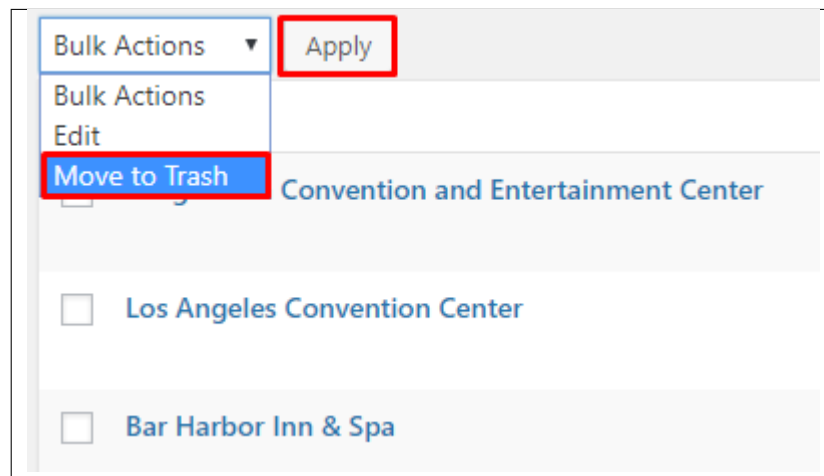 Bulk Actions Apply
Bulk Actions
Edit
Move to Trash
Convention and Entertainment Center
Los Angeles Convention Center
Bar Harbor Inn & Spa